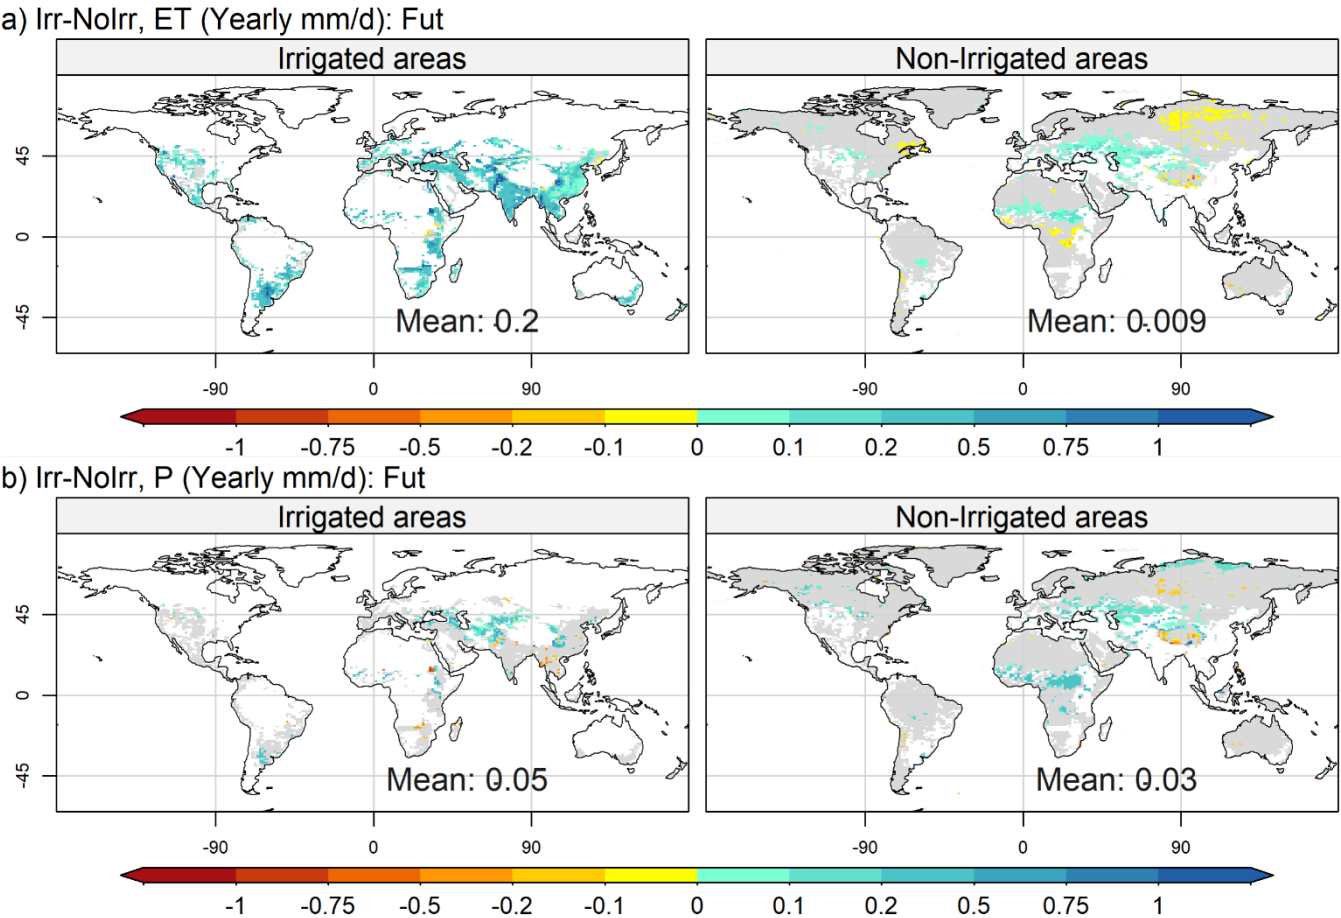 a) Irr-NoIrr, ET (Yearly mm/d): Fut
Irrigated areas
Non-Irrigated areas
45
0
-45
Mean: 0.2
Mean: 0.009
-90 0 90 -90 0 90
-1 -0.75 -0.5 -0.2 -0.1 0 0.1 0.2 0.5 0.75 1
b) Irr-NoIrr, P (Yearly mm/d): Fut
Irrigated areas
Non-Irrigated areas
45
0
-45
Mean: 0.05
Mean: 0.03
-90 0 90 -90 0 90
-1 -0.75 -0.5 -0.2 -0.1 0 0.1 0.2 0.5 0.75 1